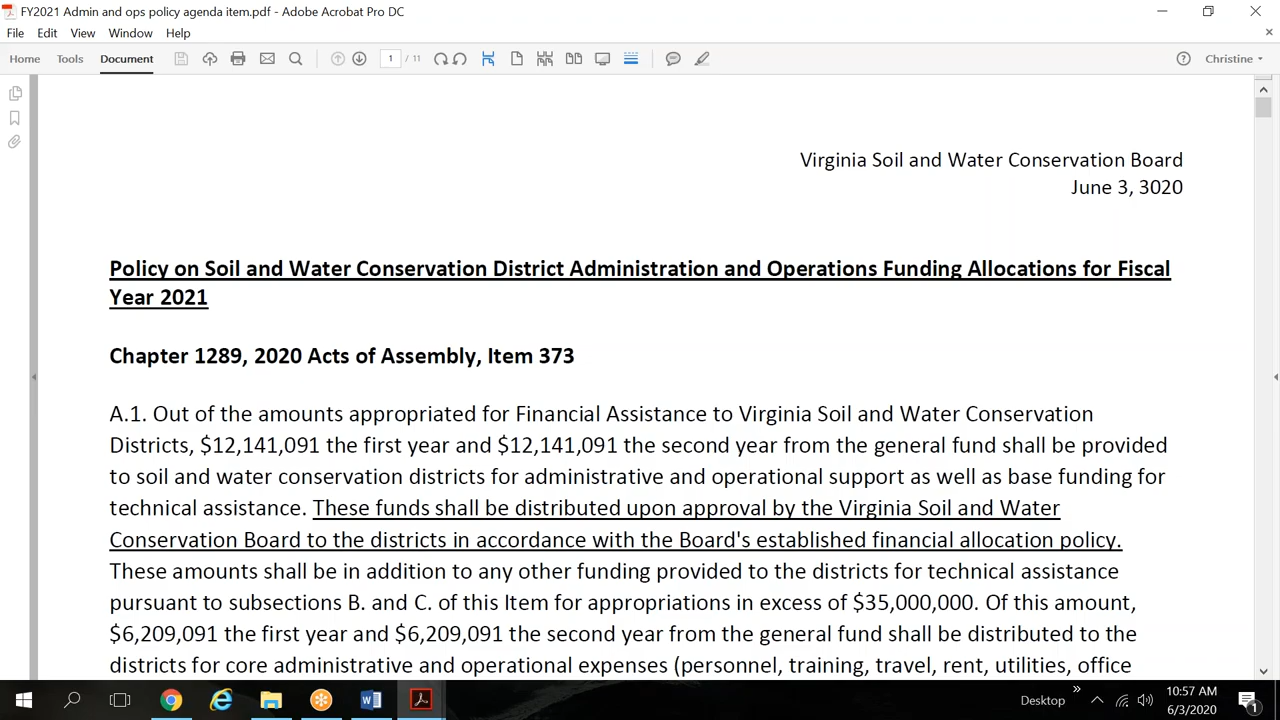 FY2021 Admin and ops policy agenda item.pdf - Adobe Acrobat Pro DC
File Edit View Window Help
Home Tools Document 1 / 11 Christine
Virginia Soil and Water Conservation Board
June 3, 3020
Policy on Soil and Water Conservation District Administration and Operations Funding Allocations for Fiscal
Year 2021
Chapter 1289, 2020 Acts of Assembly, Item 373
A.1. Out of the amounts appropriated for Financial Assistance to Virginia Soil and Water Conservation
Districts, $12,141,091 the first year and $12,141,091 the second year from the general fund shall be provided
to soil and water conservation districts for administrative and operational support as well as base funding for
technical assistance. These funds shall be distributed upon approval by the Virginia Soil and Water
Conservation Board to the districts in accordance with the Board's established financial allocation policy.
These amounts shall be in addition to any other funding provided to the districts for technical assistance
pursuant to subsections B. and C. of this Item for appropriations in excess of $35,000,000. Of this amount,
$6,209,091 the first year and $6,209,091 the second year from the general fund shall be distributed to the
districts for core administrative and operational expenses (personnel, training, travel, rent, utilities, office
Desktop 10:57 AM
6/3/2020 1